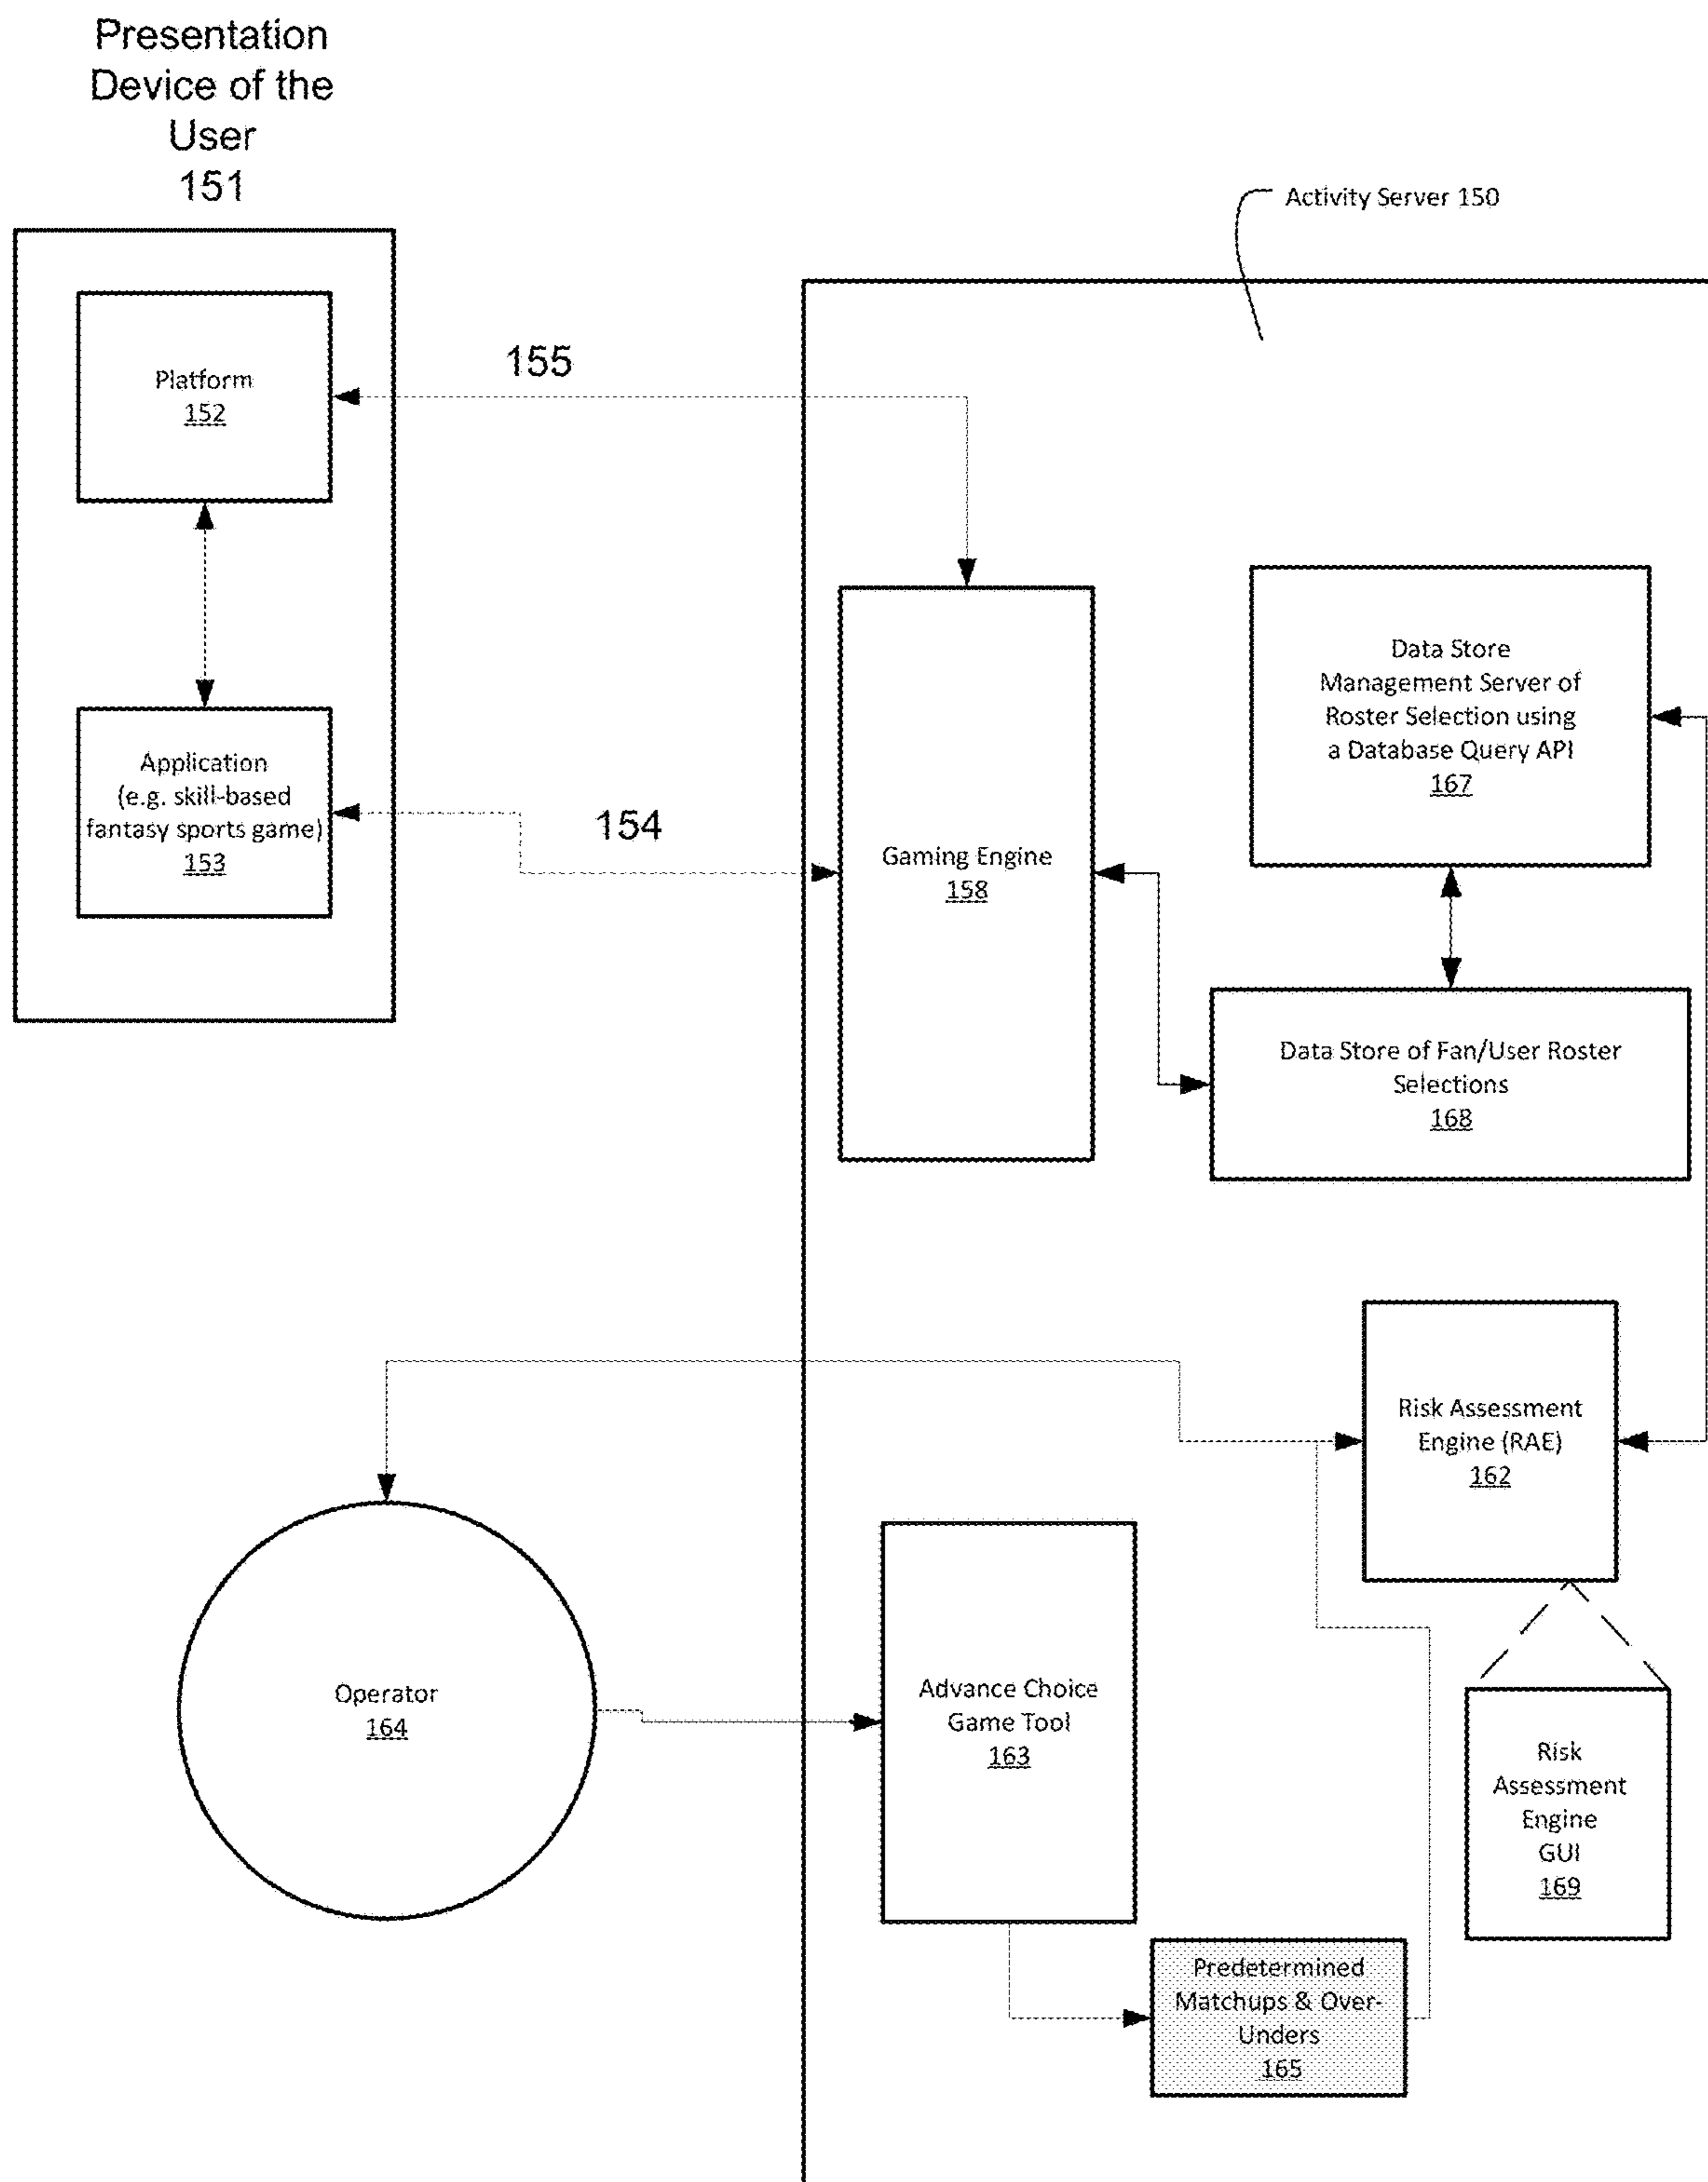 Presentation
Device of the
User
151
Activity Server 150
Platform
152
155
Application
(e.g. skill-based
fantasy sports game)
153
154
Gaming Engine
158
Data Store
Management Server of
Roster Selection using
a Database Query API
167
Data Store of Fan/User Roster
Selections
168
Risk Assessment
Engine (RAE)
162
Operator
164
Advance Choice
Game Tool
163
Risk
Assessment
Engine
GUI
169
Predetermined
Matchups & Over-
Unders
165